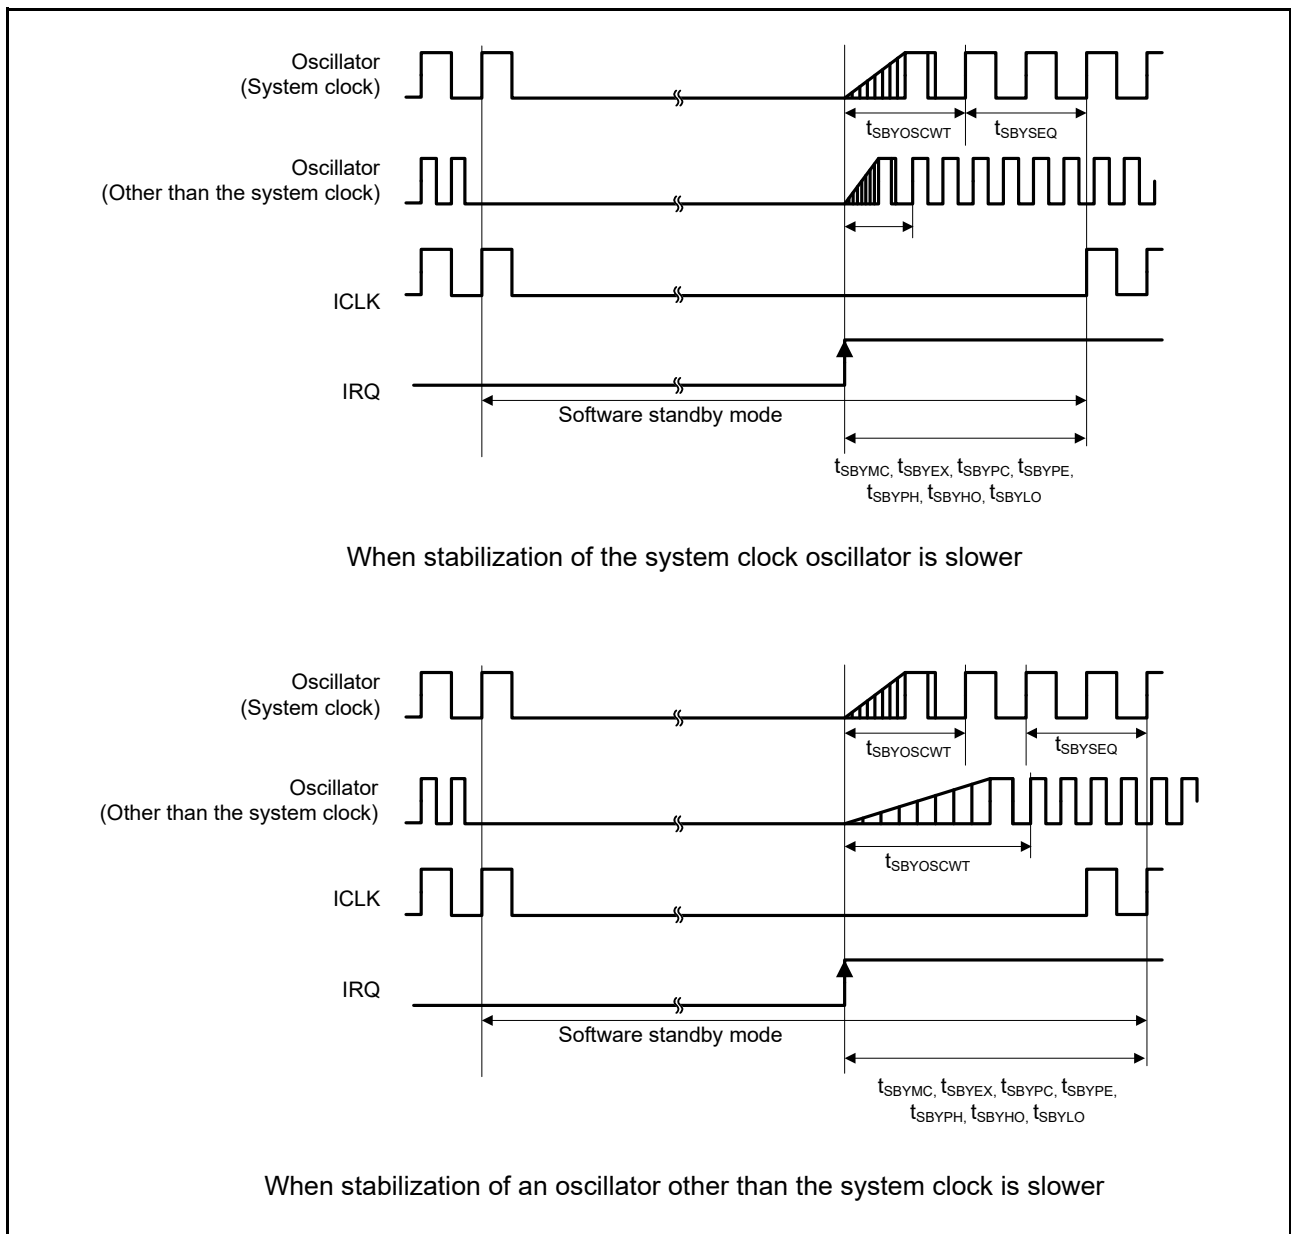 Oscillator
(System clock)
tSBYOSCWT
tSBYSEQ
Oscillator
(Other than the system clock)
ICLK
IRQ
Software standby mode
tSBYMC, tSBYEX, tSBYPC, tSBYPE,
tSBYPH, tSBYHO, tSBYLO
When stabilization of the system clock oscillator is slower
Oscillator
(System clock)
tSBYOSCWT
tSBYSEQ
Oscillator
(Other than the system clock)
tSBYOSCWT
ICLK
IRQ
Software standby mode
tSBYMC, tSBYEX, tSBYPC, tSBYPE,
tSBYPH, tSBYHO, tSBYLO
When stabilization of an oscillator other than the system clock is slower